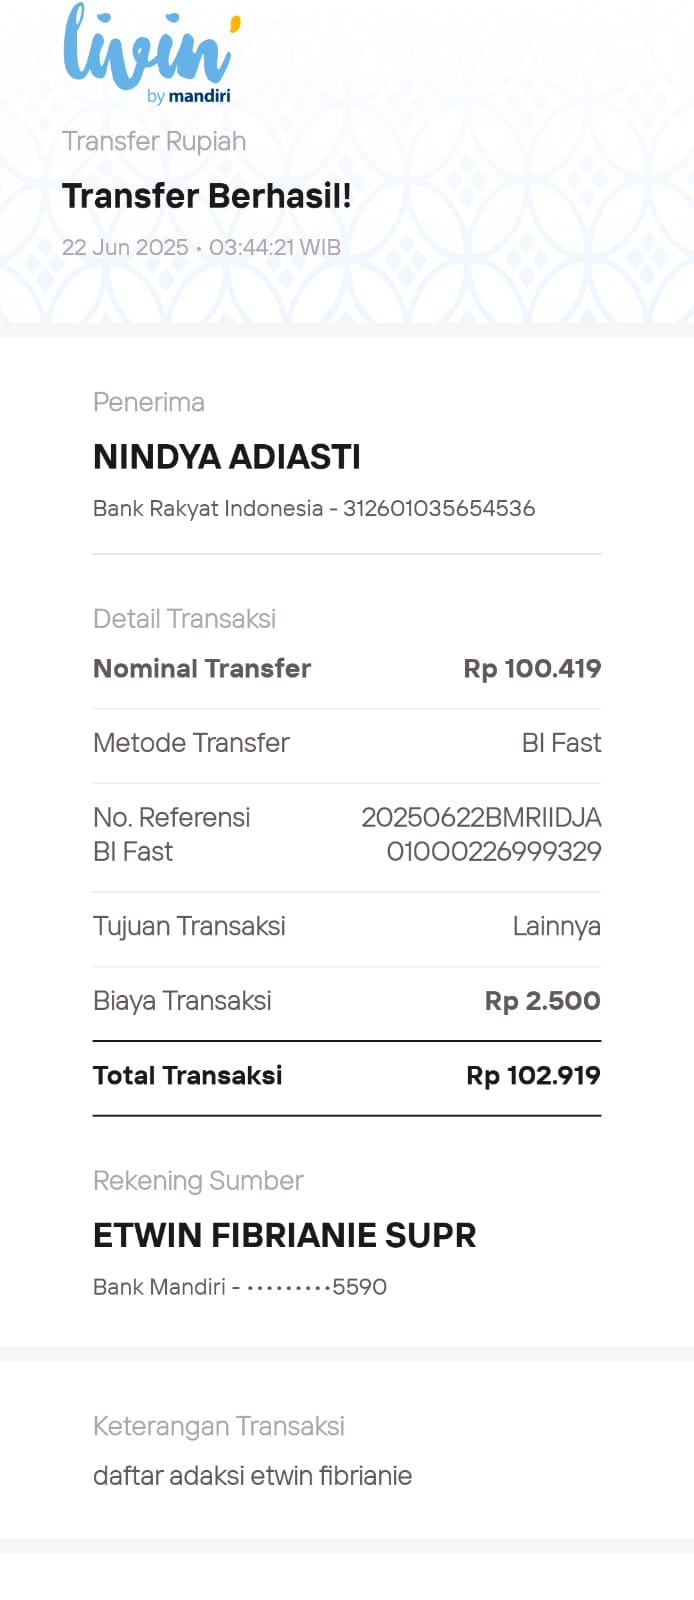 livin'
by mandiri
Transfer Rupiah
Transfer Berhasil!
22 Jun 2025 • 03:44:21 WIB
Penerima
NINDYA ADIASTI
Bank Rakyat Indonesia - 312601035654536
Detail Transaksi
Nominal Transfer Rp 100.419
Metode Transfer BI Fast
No. Referensi 20250622BMRIIDJA
BI Fast 010O0226999329
Tujuan Transaksi Lainnya
Biaya Transaksi Rp 2.500
Total Transaksi Rp 102.919
Rekening Sumber
ETWIN FIBRIANIE SUPR
Bank Mandiri - •••••••••5590
Keterangan Transaksi
daftar adaksi etwin fibrianie